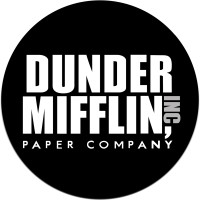 DUNDER
MIFFLIN, INC
PAPER COMPANY